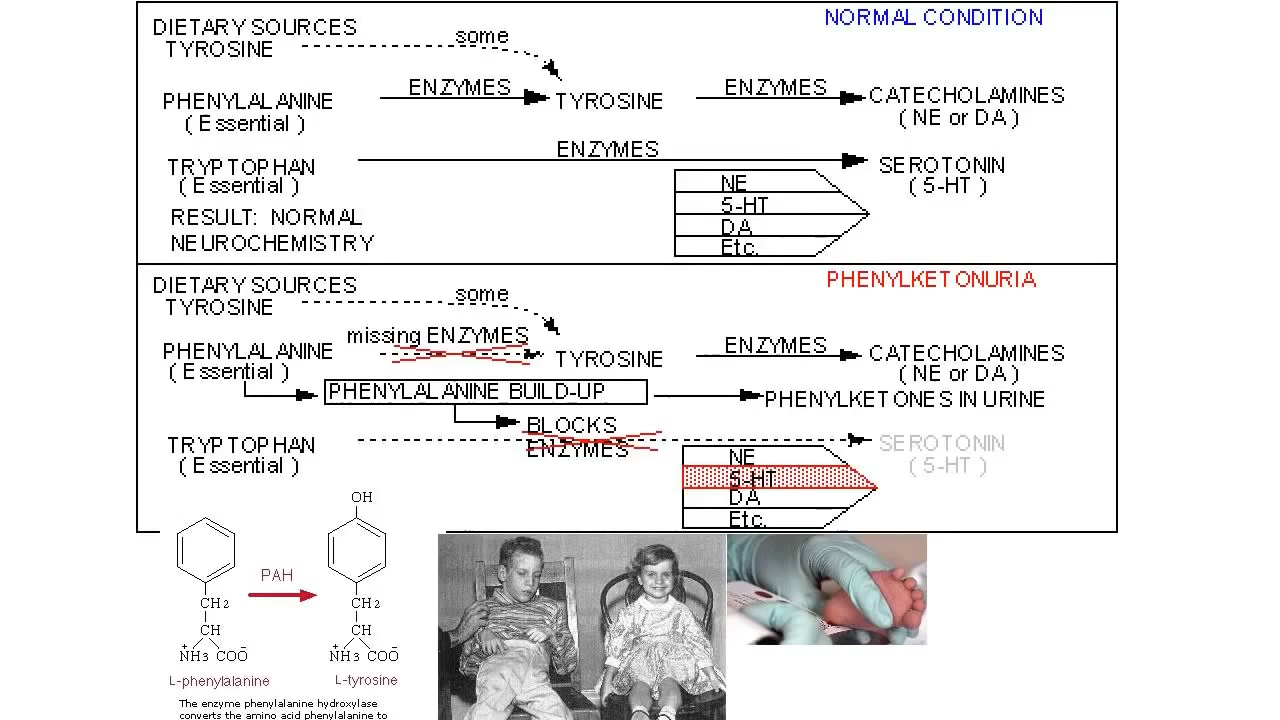 NORMAL CONDITION
DIETARY SOURCES
TYROSINE
some
PHENYLALANINE
( Essential )
ENZYMES
TYROSINE
ENZYMES
CATECHOLAMINES
( NE or DA )
TRYPTOPHAN
( Essential )
ENZYMES
SEROTONIN
( 5-HT )
RESULT: NORMAL
NEUROCHEMISTRY
NE
5-HT
DA
Etc.
PHENYLKETONURIA
DIETARY SOURCES
TYROSINE
some
missing ENZYMES
PHENYLALANINE
( Essential )
TYROSINE
ENZYMES
CATECHOLAMINES
( NE or DA )
PHENYLALANINE BUILD-UP
PHENYLKETONES IN URINE
BLOCKS
ENZYMES
TRYPTOPHAN
( Essential )
SEROTONIN
( 5-HT )
NE
5-HT
DA
Etc.
OH
PAH
CH2
CH2
CH
CH
+
NH3 COO-
+
NH3 COO-
L-phenylalanine
L-tyrosine
The enzyme phenylalanine hydroxylase
converts the amino acid phenylalanine to